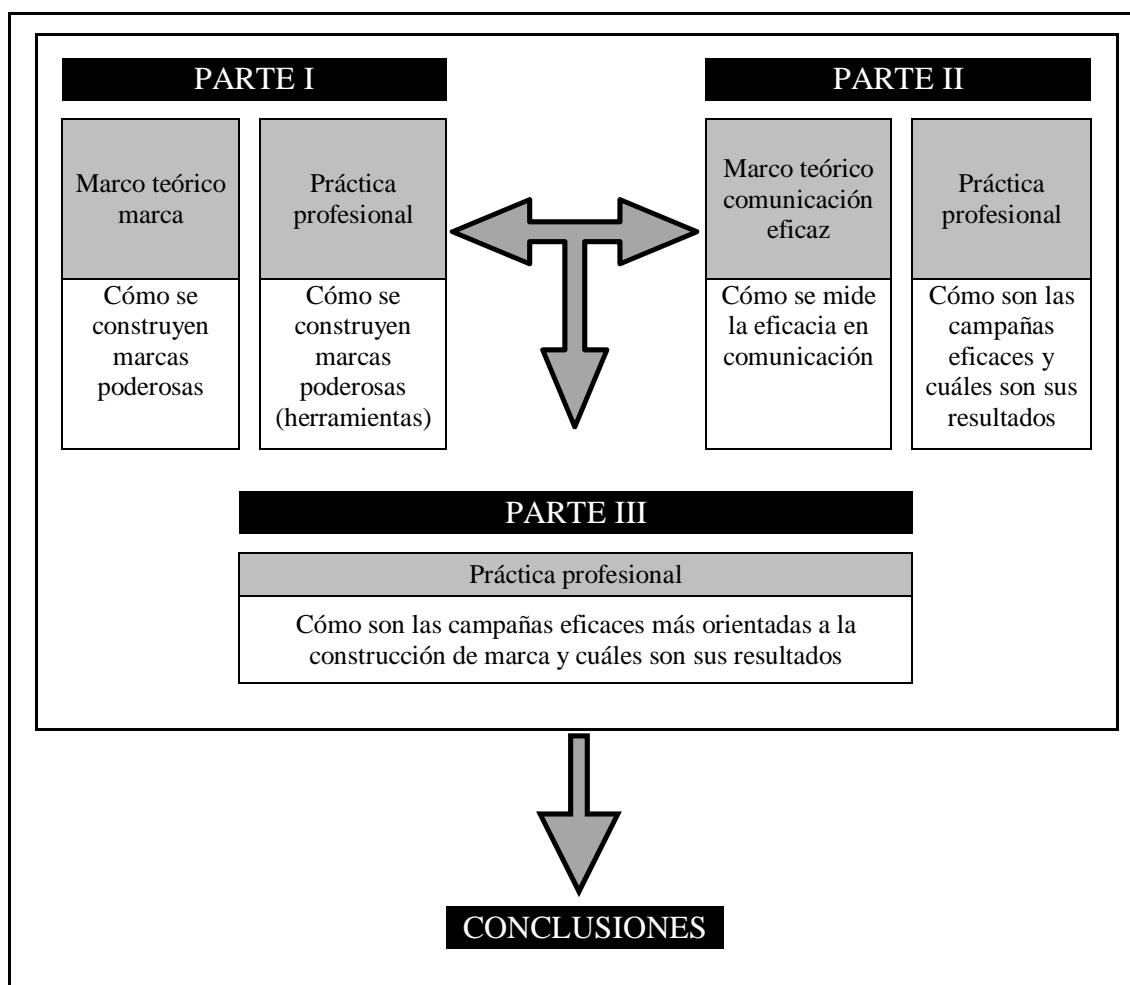 PARTE I
Marco teórico
marca
Cómo se
construyen
marcas
poderosas
Práctica
profesional
Cómo se
construyen
marcas
poderosas
(herramientas)
PARTE II
Marco teórico
comunicación
eficaz
Cómo se mide
la eficacia en
comunicación
Práctica
profesional
Cómo son las
campañas
eficaces y
cuáles son sus
resultados
PARTE III
Práctica profesional
Cómo son las campañas eficaces más orientadas a la
construcción de marca y cuáles son sus resultados
CONCLUSIONES